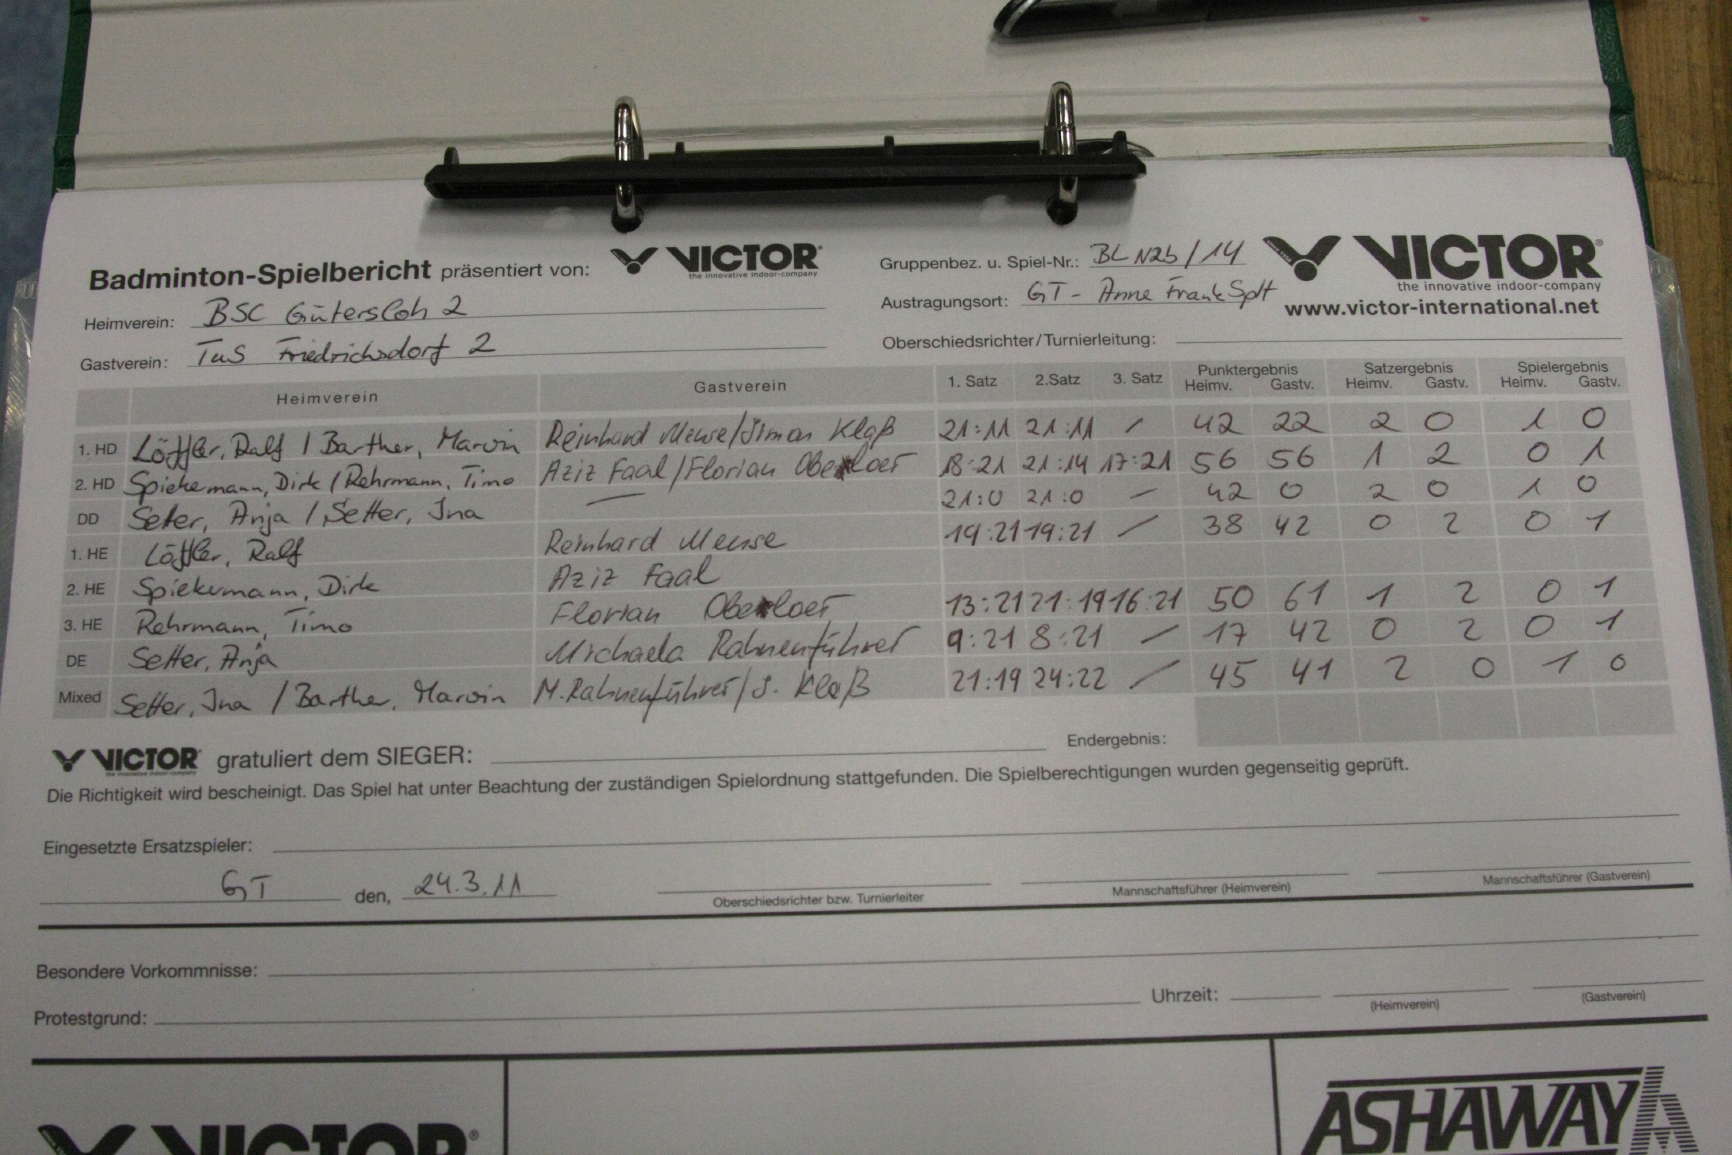 Badminton-Spielbericht präsentiert von: VICTOR the innovative indoor-company
Gruppenbez. u. Spiel-Nr.: BL N2b/14
VICTOR the innovative indoor-company
www.victor-international.net
Heimverein: BSC Gütersloh 2
Austragungsort: GT - Anne Frank SpH
Gastverein: TuS Friedrichsdorf 2
Oberschiedsrichter/Turnierleitung:
Heimverein Gastverein 1. Satz 2.Satz 3. Satz Punktergebnis Heimv. Gastv. Satzergebnis Heimv. Gastv. Spielergebnis Heimv. Gastv.
1. HD Löffler, Ralf / Barther, Marvin Reinhard Mense/Simon Klaß 21:11 21:11 / 42 22 2 0 1 0
2. HD Spiekermann, Dirk / Rehrmann, Timo Aziz Faal/Florian Oberloer 18:21 21:14 17:21 56 56 1 2 0 1
DD Setter, Anja / Setter, Ina — 21:0 21:0 — 42 0 2 0 1 0
1. HE Löffler, Ralf Reinhard Mense 19:21 19:21 / 38 42 0 2 0 1
2. HE Spiekermann, Dirk Aziz Faal
3. HE Rehrmann, Timo Florian Oberloer 13:21 21:19 16:21 50 61 1 2 0 1
DE Setter, Anja Michaela Rahnenführer 9:21 8:21 / 17 42 0 2 0 1
Mixed Setter, Ina / Barther, Marvin M.Rahnenführer/S. Klaß 21:19 24:22 / 45 41 2 0 1 0
VICTOR the innovative indoor-company gratuliert dem SIEGER:
Endergebnis:
Die Richtigkeit wird bescheinigt. Das Spiel hat unter Beachtung der zuständigen Spielordnung stattgefunden. Die Spielberechtigungen wurden gegenseitig geprüft.
Eingesetzte Ersatzspieler:
GT den, 24.3.11
Oberschiedsrichter bzw. Turnierleiter Mannschaftsführer (Heimverein) Mannschaftsführer (Gastverein)
Besondere Vorkommnisse:
Protestgrund: Uhrzeit: (Heimverein) (Gastverein)
VICTOR ASHAWAY